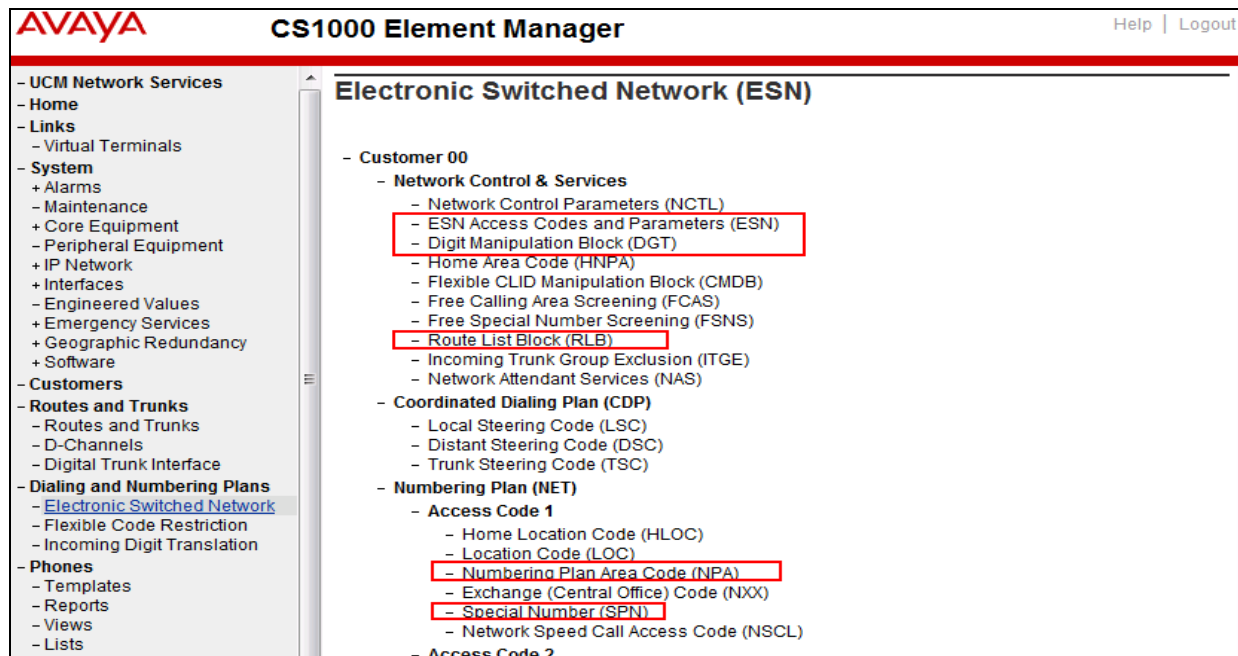 AVAYA
CS1000 Element Manager
Help | Logout
– UCM Network Services
– Home
– Links
– Virtual Terminals
– System
+ Alarms
– Maintenance
+ Core Equipment
– Peripheral Equipment
+ IP Network
+ Interfaces
– Engineered Values
+ Emergency Services
+ Geographic Redundancy
+ Software
– Customers
– Routes and Trunks
– Routes and Trunks
– D-Channels
– Digital Trunk Interface
– Dialing and Numbering Plans
– Electronic Switched Network
– Flexible Code Restriction
– Incoming Digit Translation
– Phones
– Templates
– Reports
– Views
– Lists
Electronic Switched Network (ESN)
– Customer 00
– Network Control & Services
– Network Control Parameters (NCTL)
– ESN Access Codes and Parameters (ESN)
– Digit Manipulation Block (DGT)
– Home Area Code (HNPA)
– Flexible CLID Manipulation Block (CMDB)
– Free Calling Area Screening (FCAS)
– Free Special Number Screening (FSNS)
– Route List Block (RLB)
– Incoming Trunk Group Exclusion (ITGE)
– Network Attendant Services (NAS)
– Coordinated Dialing Plan (CDP)
– Local Steering Code (LSC)
– Distant Steering Code (DSC)
– Trunk Steering Code (TSC)
– Numbering Plan (NET)
– Access Code 1
– Home Location Code (HLOC)
– Location Code (LOC)
– Numbering Plan Area Code (NPA)
– Exchange (Central Office) Code (NXX)
– Special Number (SPN)
– Network Speed Call Access Code (NSCL)
– Access Code 2